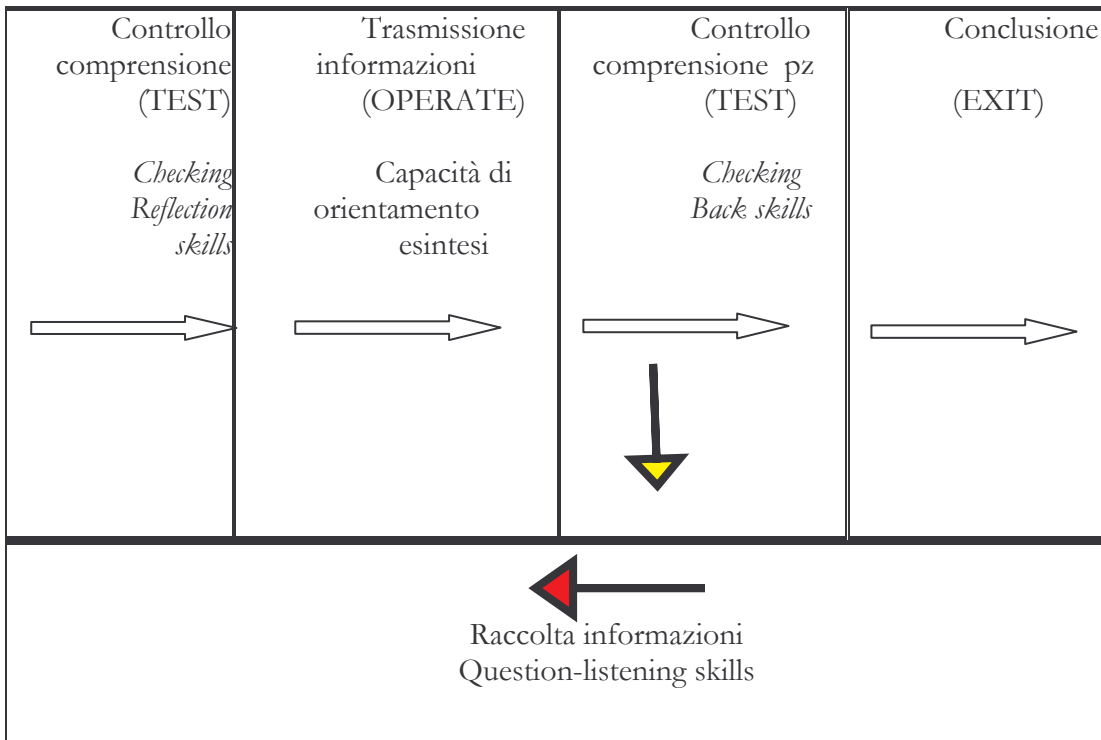 Controllo
comprensione
(TEST)
Checking
Reflection
skills
Trasmissione
informazioni
(OPERATE)
Capacità di
orientamento
esintesi
Controllo
comprensione pz
(TEST)
Checking
Back skills
Conclusione
(EXIT)
Raccolta informazioni
Question-listening skills